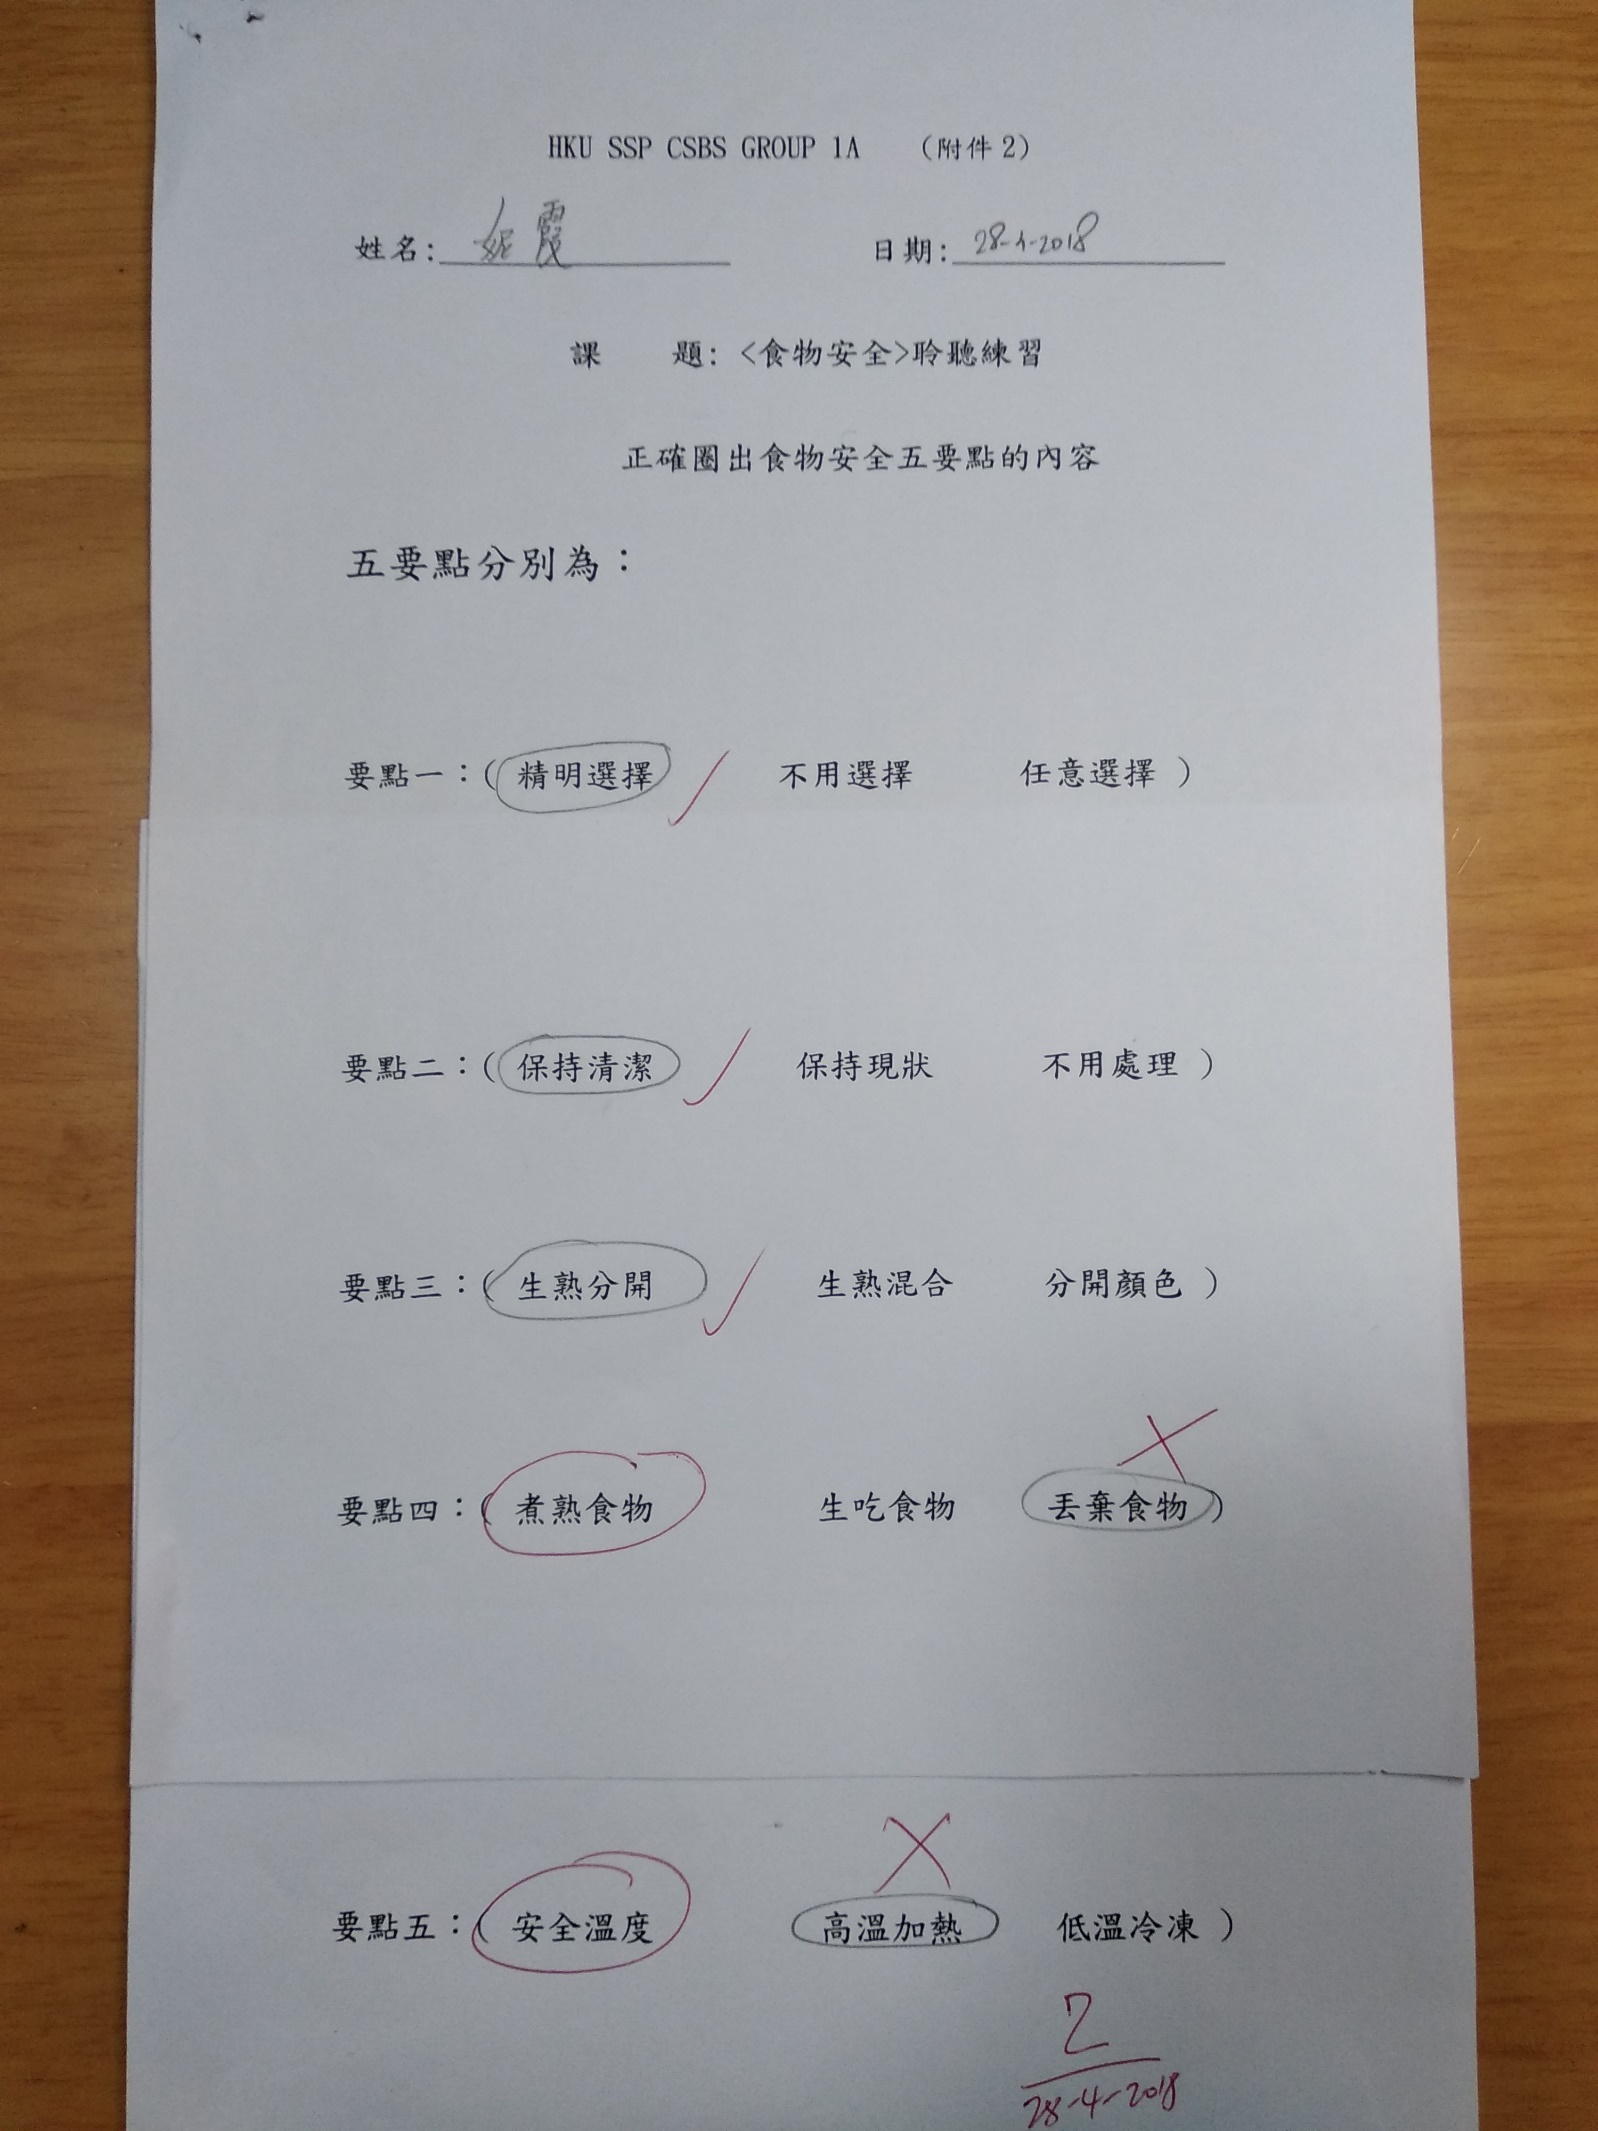 HKU SSP CSBS GROUP 1A （附件2）
姓名：妮霞 日期：28-4-2018
課 題：<食物安全>聆聽練習
正確圈出食物安全五要點的內容
五要點分別為：
要點一：( 精明選擇 不用選擇 任意選擇 )
要點二：( 保持清潔 保持現狀 不用處理 )
要點三：( 生熟分開 生熟混合 分開顏色 )
要點四：( 煮熟食物 生吃食物 丟棄食物 )
要點五：( 安全溫度 高溫加熱 低溫冷凍 )
28-4-2018